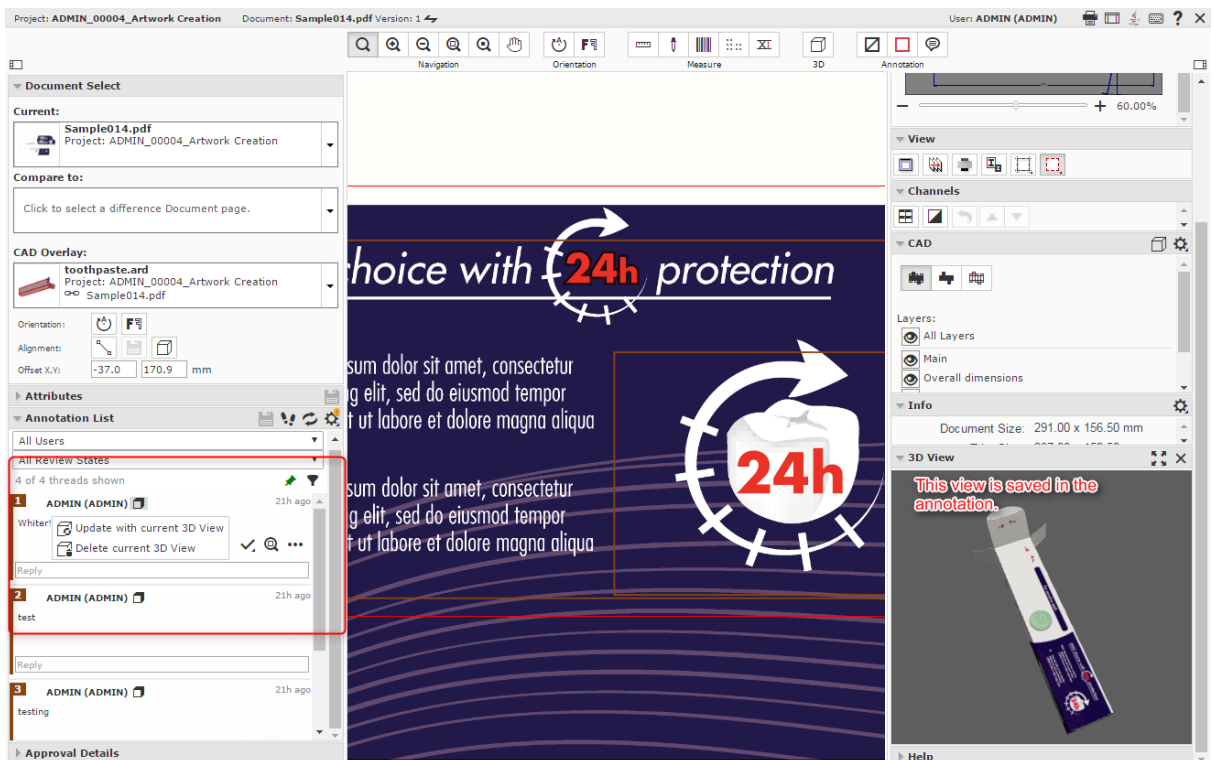 Project: ADMIN_00004_Artwork Creation Document: Sample014.pdf Version: 1
User: ADMIN (ADMIN)
Navigation
Orientation
Measure
3D
Annotation
Document Select
Current:
Sample014.pdf
Project: ADMIN_00004_Artwork Creation
Compare to:
Click to select a difference Document page.
CAD Overlay:
toothpaste.ard
Project: ADMIN_00004_Artwork Creation
Sample014.pdf
Orientation:
Alignment:
Offset X,Y: -37.0 170.9 mm
Attributes
Annotation List
All Users
All Review States
4 of 4 threads shown
1 ADMIN (ADMIN) 21h ago
Whiter!
Update with current 3D View
Delete current 3D View
Reply
2 ADMIN (ADMIN) 21h ago
test
Reply
3 ADMIN (ADMIN) 21h ago
testing
Approval Details
hoice with 24h protection
sum dolor sit amet, consectetur
g elit, sed do eiusmod tempor
t ut labore et dolore magna aliqua
24h
sum dolor sit amet, consectetur
g elit, sed do eiusmod tempor
t ut labore et dolore magna aliqua
60.00%
View
Channels
CAD
Layers:
All Layers
Main
Overall dimensions
Info
Document Size: 291.00 x 156.50 mm
3D View
This view is saved in the
annotation.
Help